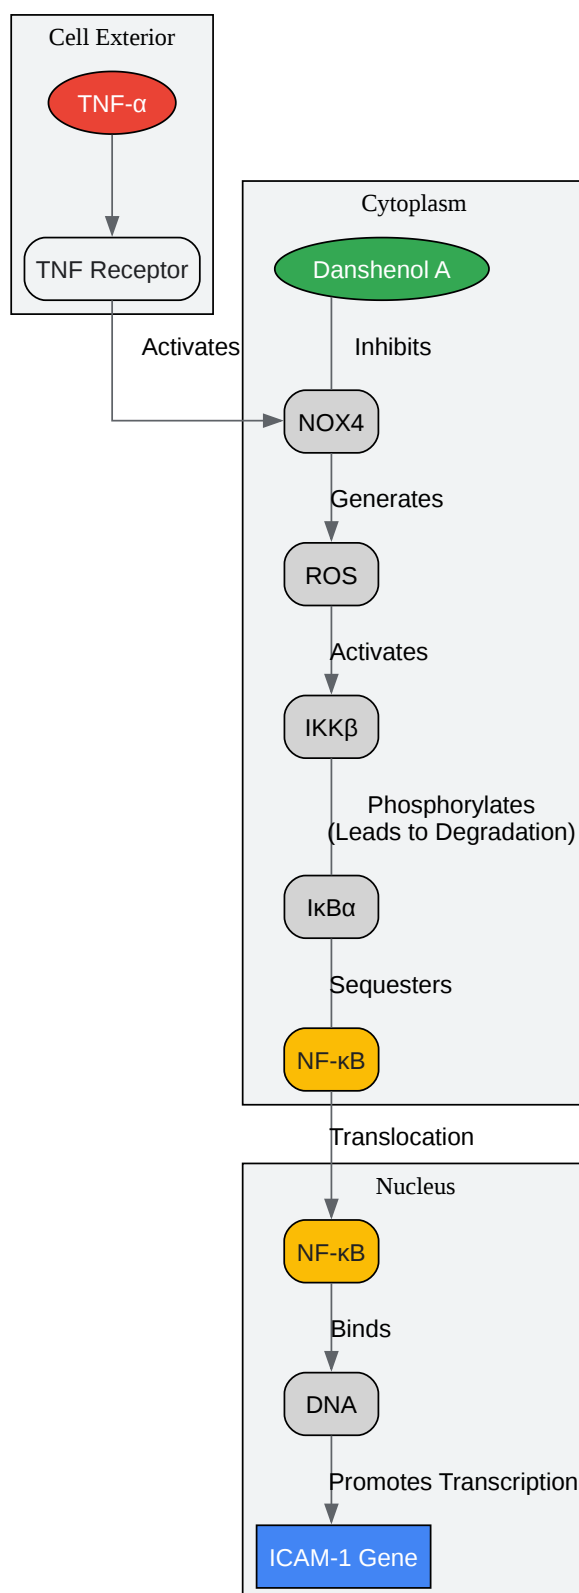 Cell Exterior
TNF-α
TNF Receptor
Activates
Cytoplasm
Danshenol A
Inhibits
NOX4
Generates
ROS
Activates
IKKβ
Phosphorylates
(Leads to Degradation)
IκBα
Sequesters
NF-κB
Translocation
Nucleus
NF-κB
Binds
DNA
Promotes Transcription
ICAM-1 Gene